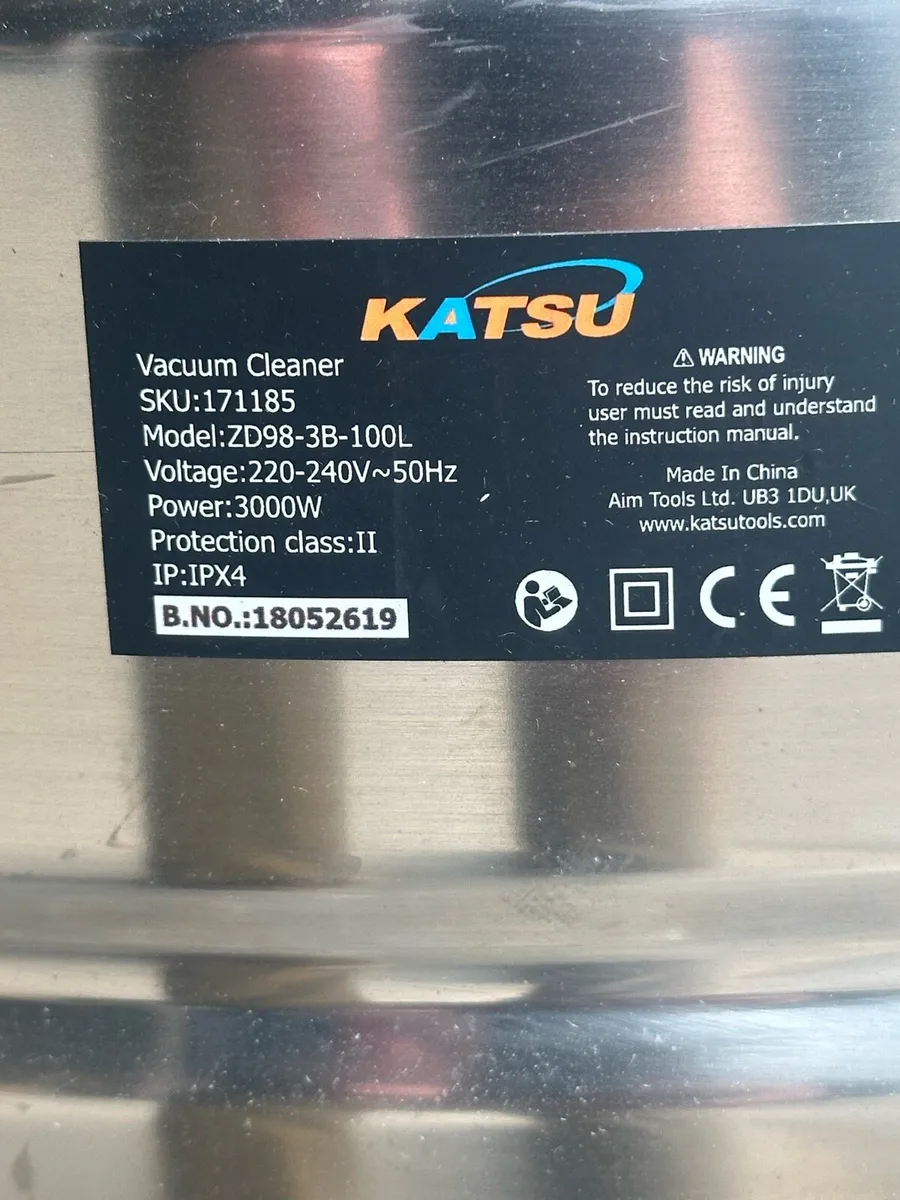 KATSU
Vacuum Cleaner
SKU:171185
Model:ZD98-3B-100L
Voltage:220-240V~50Hz
Power:3000W
Protection class:II
IP:IPX4
B.NO.:18052619
⚠ WARNING
To reduce the risk of injury
user must read and understand
the instruction manual.
Made In China
Aim Tools Ltd. UB3 1DU,UK
www.katsutools.com
CE